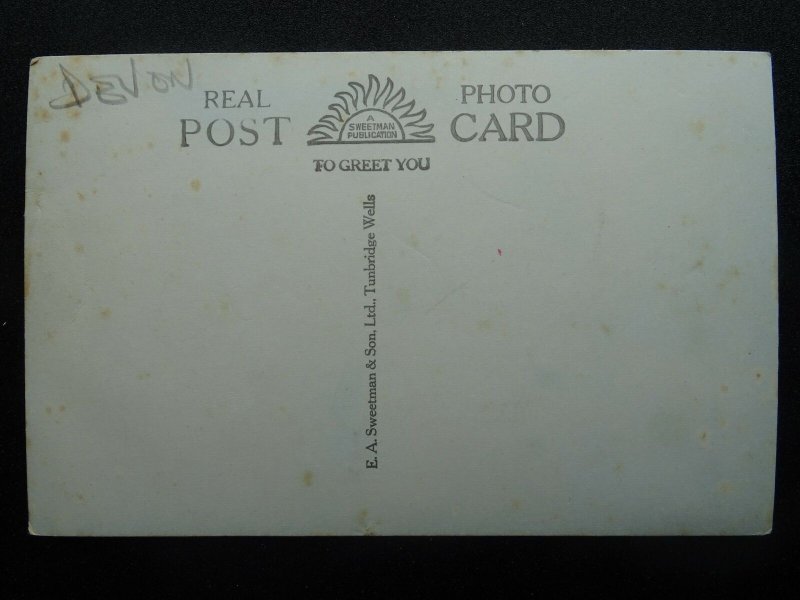 DEVON
REAL PHOTO
POST CARD
A
SWEETMAN
PUBLICATION
TO GREET YOU
E. A. Sweetman & Son, Ltd., Tunbridge Wells